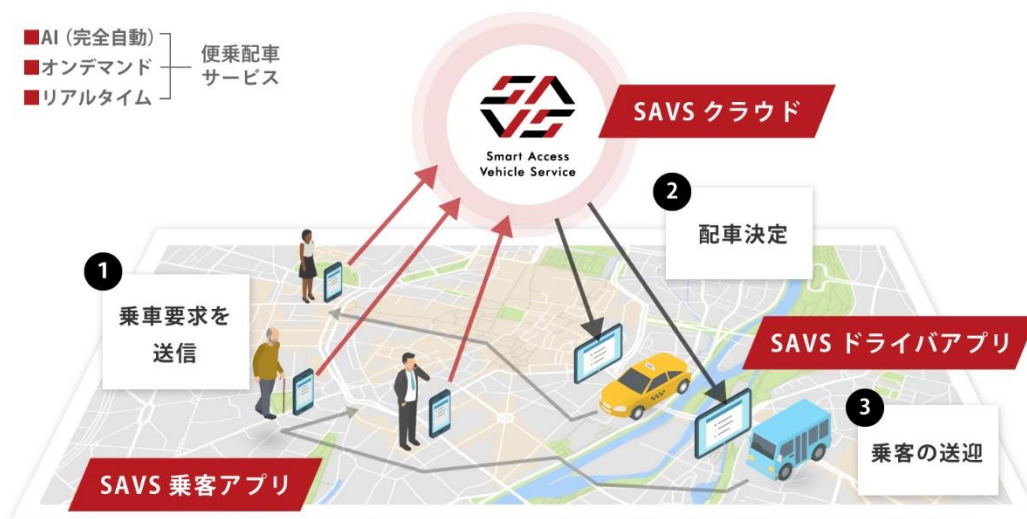 ■AI（完全自動）
■オンデマンド
■リアルタイム
便乗配車
サービス
SAVS
Smart Access
Vehicle Service
SAVS クラウド
1
乗車要求を
送信
2
配車決定
SAVS ドライバアプリ
3
乗客の送迎
SAVS 乗客アプリ